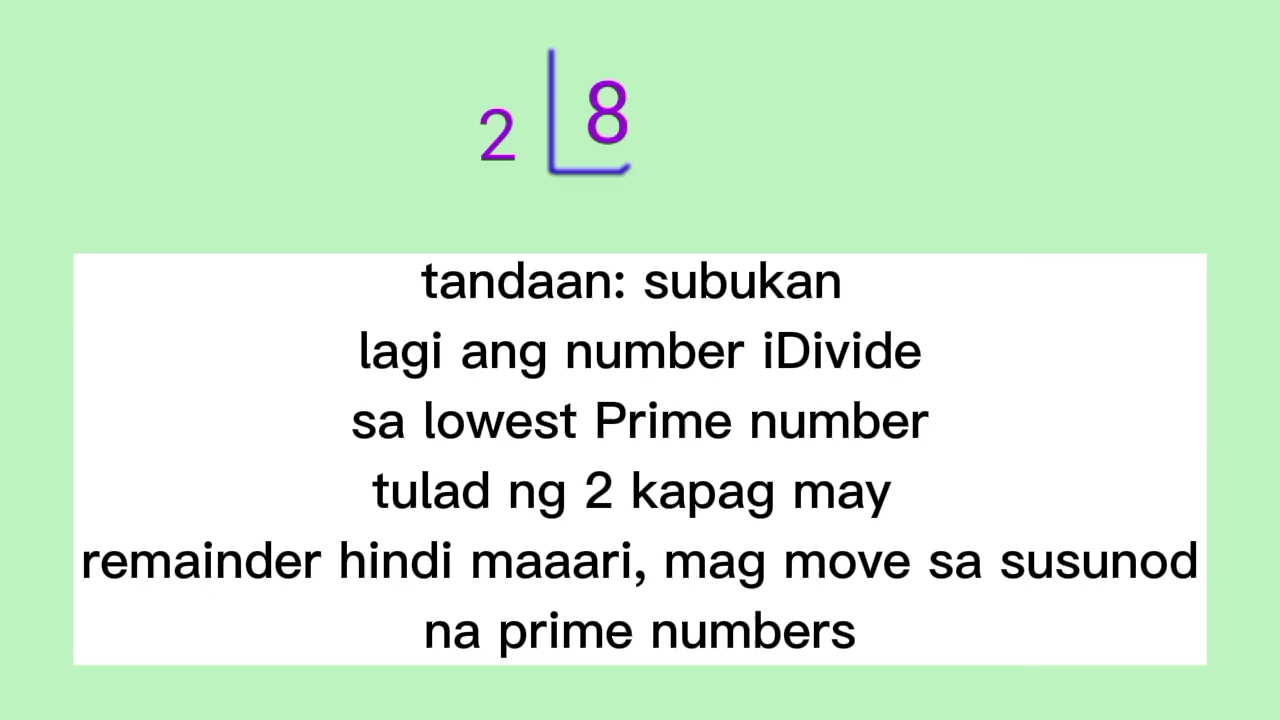 2 8
tandaan: subukan
lagi ang number iDivide
sa lowest Prime number
tulad ng 2 kapag may
remainder hindi maaari, mag move sa susunod
na prime numbers